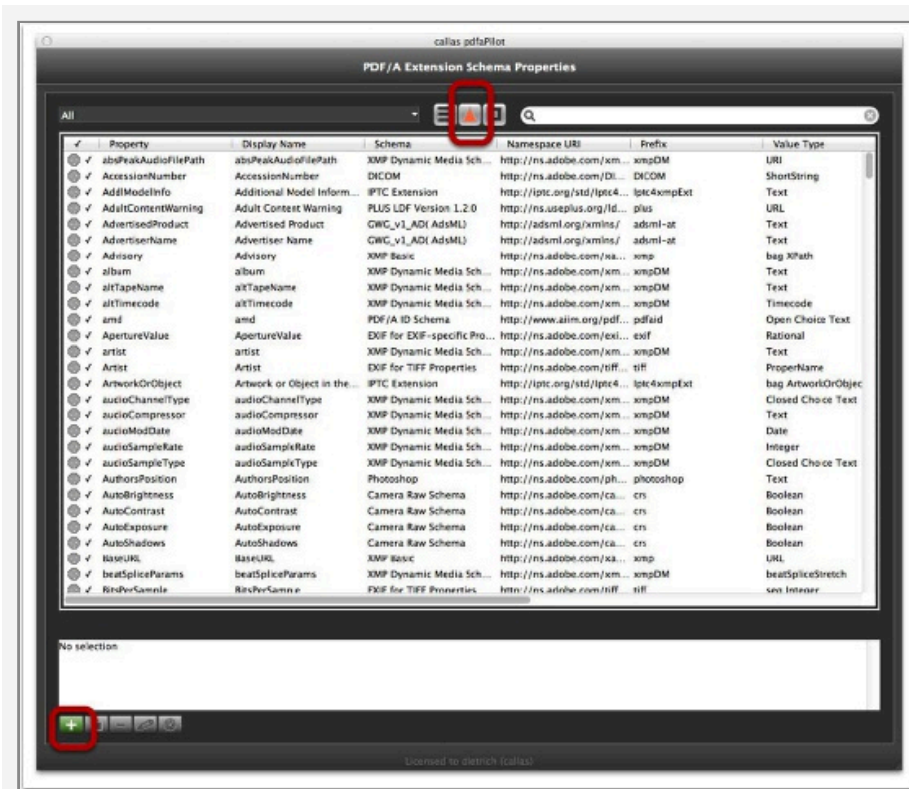 callas pdfaPilot
PDF/A Extension Schema Properties
All
✓ Property Display Name Schema Namespace URI Prefix Value Type
✓ absPeakAudioFilePath absPeakAudioFilePath XMP Dynamic Media Sch... http://ns.adobe.com/xm... xmpDM URI
✓ AccessionNumber AccessionNumber DICOM http://ns.adobe.com/DI... DICOM ShortString
✓ AddlModelInfo Additional Model Inform... IPTC Extension http://iptc.org/std/Iptc4... Iptc4xmpExt Text
✓ AdultContentWarning Adult Content Warning PLUS LDF Version 1.2.0 http://ns.useplus.org/ld... plus URL
✓ AdvertisedProduct Advertised Product GWG_v1_AD( AdsML) http://adsml.org/xmlns/ adsml-at Text
✓ AdvertiserName Advertiser Name GWG_v1_AD( AdsML) http://adsml.org/xmlns/ adsml-at Text
✓ Advisory Advisory XMP Basic http://ns.adobe.com/xa... xmp bag XPath
✓ album album XMP Dynamic Media Sch... http://ns.adobe.com/xm... xmpDM Text
✓ altTapeName altTapeName XMP Dynamic Media Sch... http://ns.adobe.com/xm... xmpDM Text
✓ altTimecode altTimecode XMP Dynamic Media Sch... http://ns.adobe.com/xm... xmpDM Timecode
✓ amd amd PDF/A ID Schema http://www.aiim.org/pdf... pdfaid Open Choice Text
✓ ApertureValue ApertureValue EXIF for EXIF-specific Pro... http://ns.adobe.com/exi... exif Rational
✓ artist artist XMP Dynamic Media Sch... http://ns.adobe.com/xm... xmpDM Text
✓ Artist Artist EXIF for TIFF Properties http://ns.adobe.com/tiff... tiff ProperName
✓ ArtworkOrObject Artwork or Object in the... IPTC Extension http://iptc.org/std/Iptc4... Iptc4xmpExt bag ArtworkOrObjec
✓ audioChannelType audioChannelType XMP Dynamic Media Sch... http://ns.adobe.com/xm... xmpDM Closed Choice Text
✓ audioCompressor audioCompressor XMP Dynamic Media Sch... http://ns.adobe.com/xm... xmpDM Text
✓ audioModDate audioModDate XMP Dynamic Media Sch... http://ns.adobe.com/xm... xmpDM Date
✓ audioSampleRate audioSampleRate XMP Dynamic Media Sch... http://ns.adobe.com/xm... xmpDM Integer
✓ audioSampleType audioSampleType XMP Dynamic Media Sch... http://ns.adobe.com/xm... xmpDM Closed Choice Text
✓ AuthorsPosition AuthorsPosition Photoshop http://ns.adobe.com/ph... photoshop Text
✓ AutoBrightness AutoBrightness Camera Raw Schema http://ns.adobe.com/ca... crs Boolean
✓ AutoContrast AutoContrast Camera Raw Schema http://ns.adobe.com/ca... crs Boolean
✓ AutoExposure AutoExposure Camera Raw Schema http://ns.adobe.com/ca... crs Boolean
✓ AutoShadows AutoShadows Camera Raw Schema http://ns.adobe.com/ca... crs Boolean
✓ BaseURL BaseURL XMP Basic http://ns.adobe.com/xa... xmp URL
✓ beatSpliceParams beatSpliceParams XMP Dynamic Media Sch... http://ns.adobe.com/xm... xmpDM beatSpliceStretch
✓ BitsPerSample BitsPerSample EXIF for TIFF Properties http://ns.adobe.com/tiff... tiff seq Integer
No selection
Licensed to dietrich (callas)